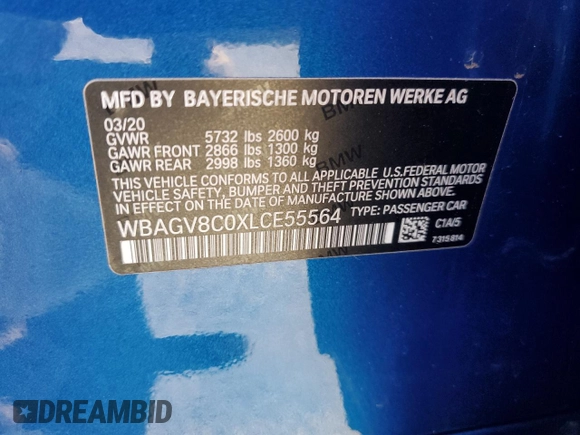 MFD BY BAYERISCHE MOTOREN WERKE AG
03/20
GVWR 5732 lbs 2600 kg
GAWR FRONT 2866 lbs 1300 kg
GAWR REAR 2998 lbs 1360 kg
THIS VEHICLE CONFORMS TO ALL APPLICABLE U.S.FEDERAL MOTOR
VEHICLE SAFETY, BUMPER AND THEFT PREVENTION STANDARDS
IN EFFECT ON THE DATE OF MANUFACTURE SHOWN ABOVE.
WBAGV8C0XLCE55564 TYPE: PASSENGER CAR
C1A/5
7315814
DREAMBID